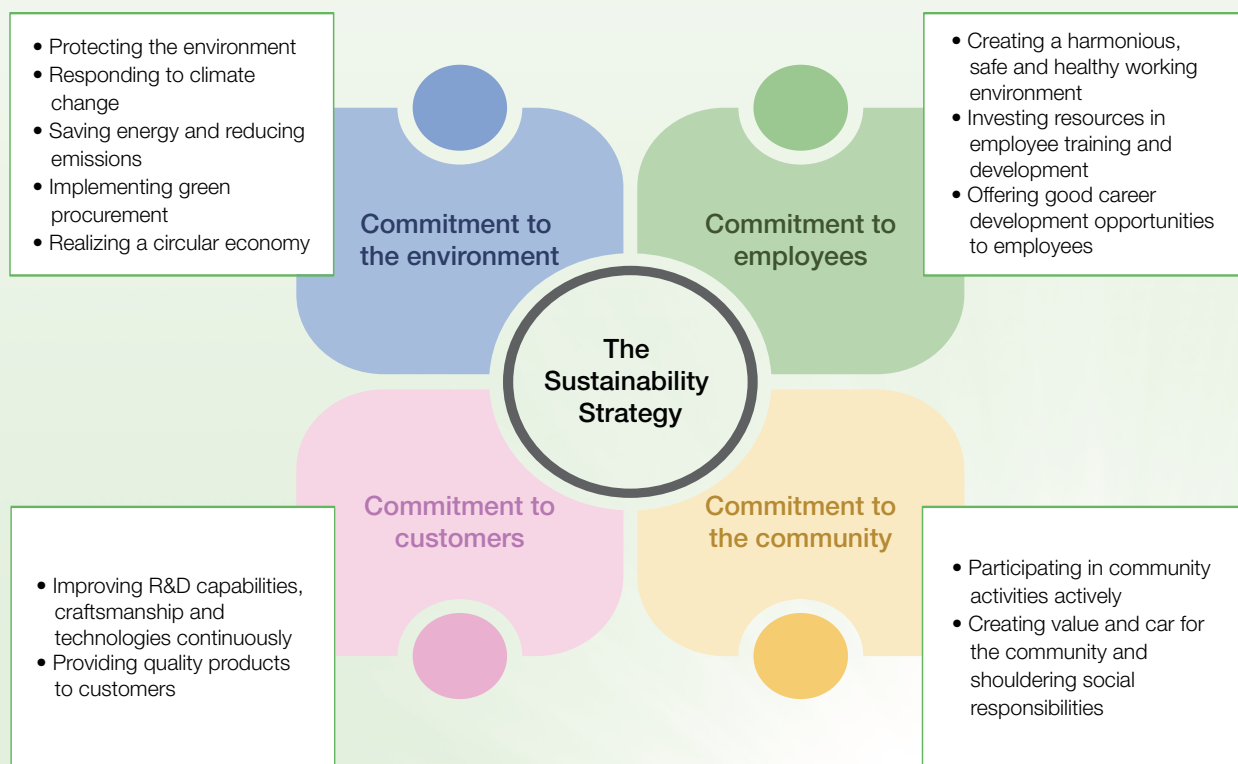 • Protecting the environment
• Responding to climate
change
• Saving energy and reducing
emissions
• Implementing green
procurement
• Realizing a circular economy
Commitment to
the environment
• Creating a harmonious,
safe and healthy working
environment
• Investing resources in
employee training and
development
• Offering good career
development opportunities
to employees
Commitment to
employees
The
Sustainability
Strategy
Commitment to
customers
• Improving R&D capabilities,
craftsmanship and
technologies continuously
• Providing quality products
to customers
Commitment to
the community
• Participating in community
activities actively
• Creating value and car for
the community and
shouldering social
responsibilities